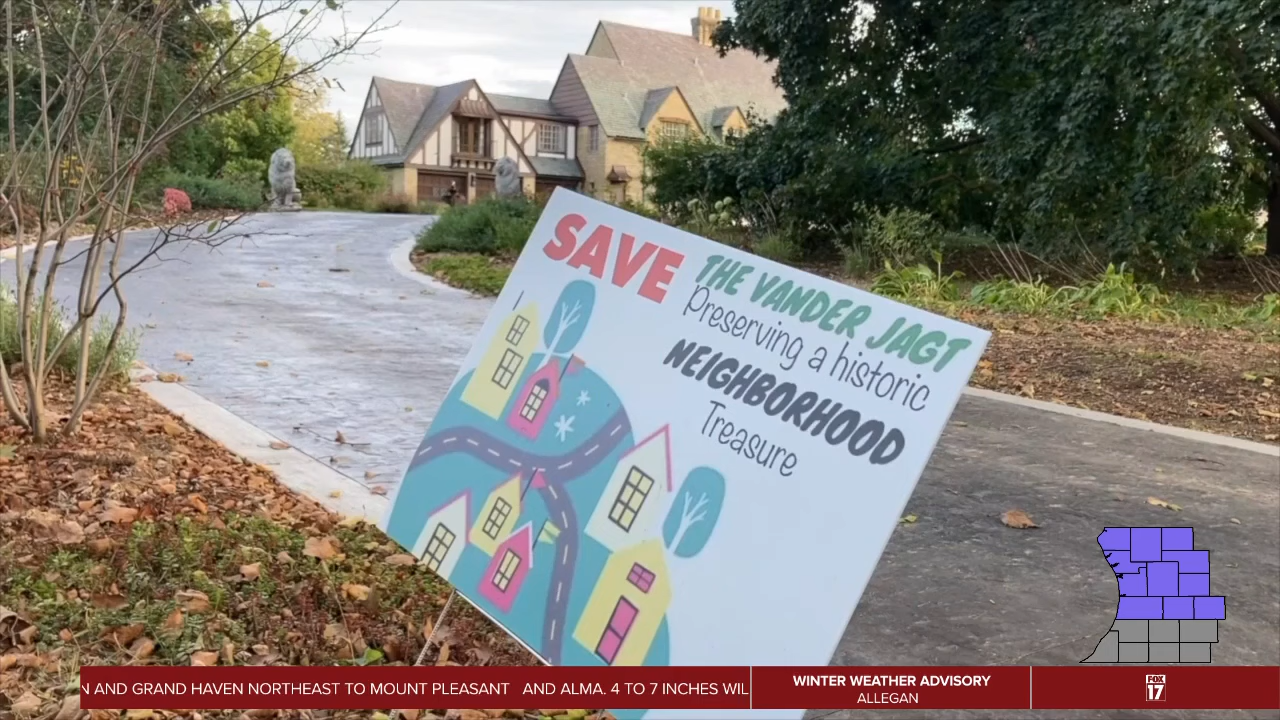 SAVE
THE VANDER JAGT
Preserving a historic
NEIGHBORHOOD
Treasure
N AND GRAND HAVEN NORTHEAST TO MOUNT PLEASANT   AND ALMA. 4 TO 7 INCHES WIL
WINTER WEATHER ADVISORY
ALLEGAN
FOX
17